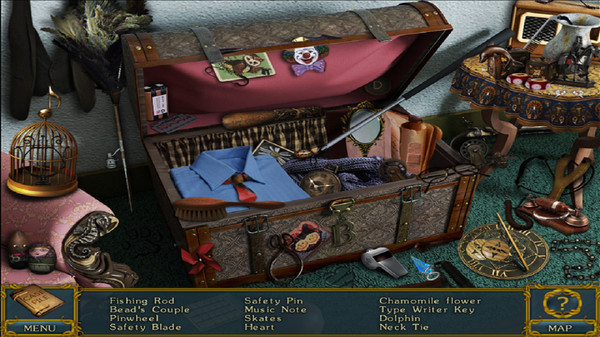 Fishing Rod
Safety Pin
Chamomile flower
Bead's Couple
Music Note
Type Writer Key
Pinwheel
Skates
Dolphin
Safety Blade
Heart
Neck Tie
MENU
?
MAP